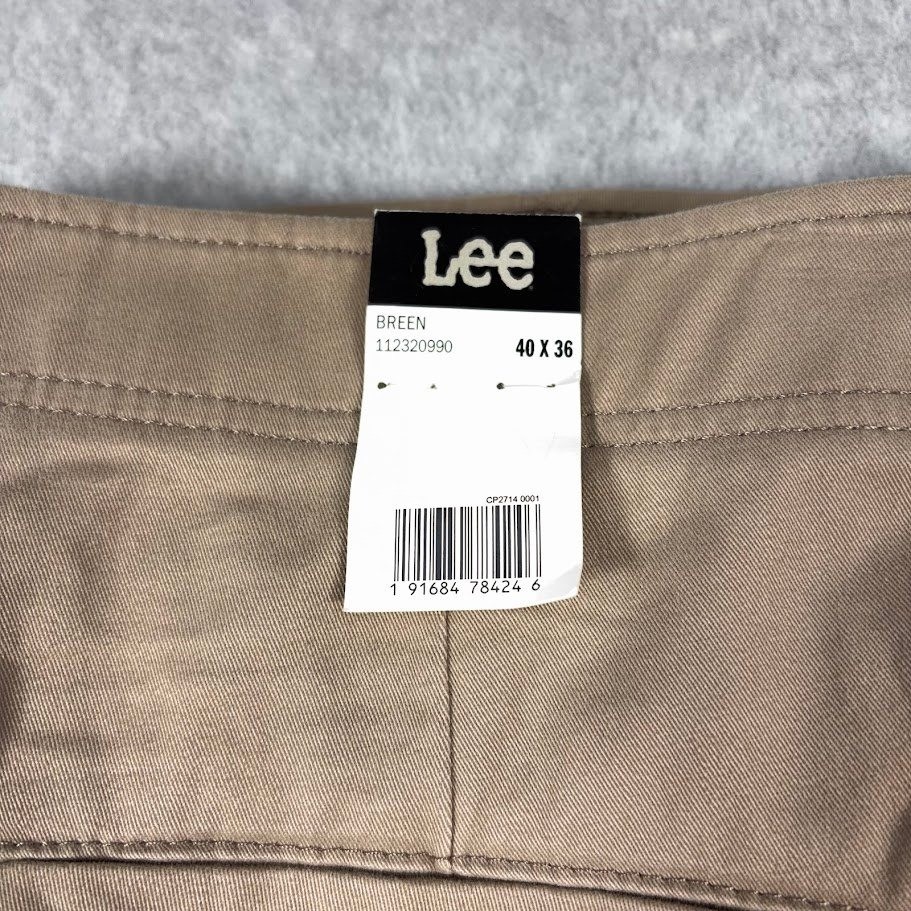 Lee
BREEN
112320990 40 X 36
CP2714 0001
1 91684 78424 6